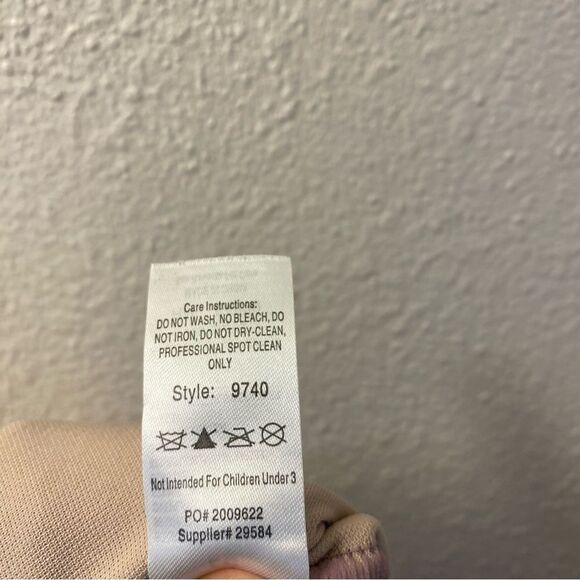 Care Instructions:
DO NOT WASH, NO BLEACH, DO
NOT IRON, DO NOT DRY-CLEAN,
PROFESSIONAL SPOT CLEAN
ONLY
Style: 9740
Not Intended For Children Under 3
PO# 2009622
Supplier# 29584